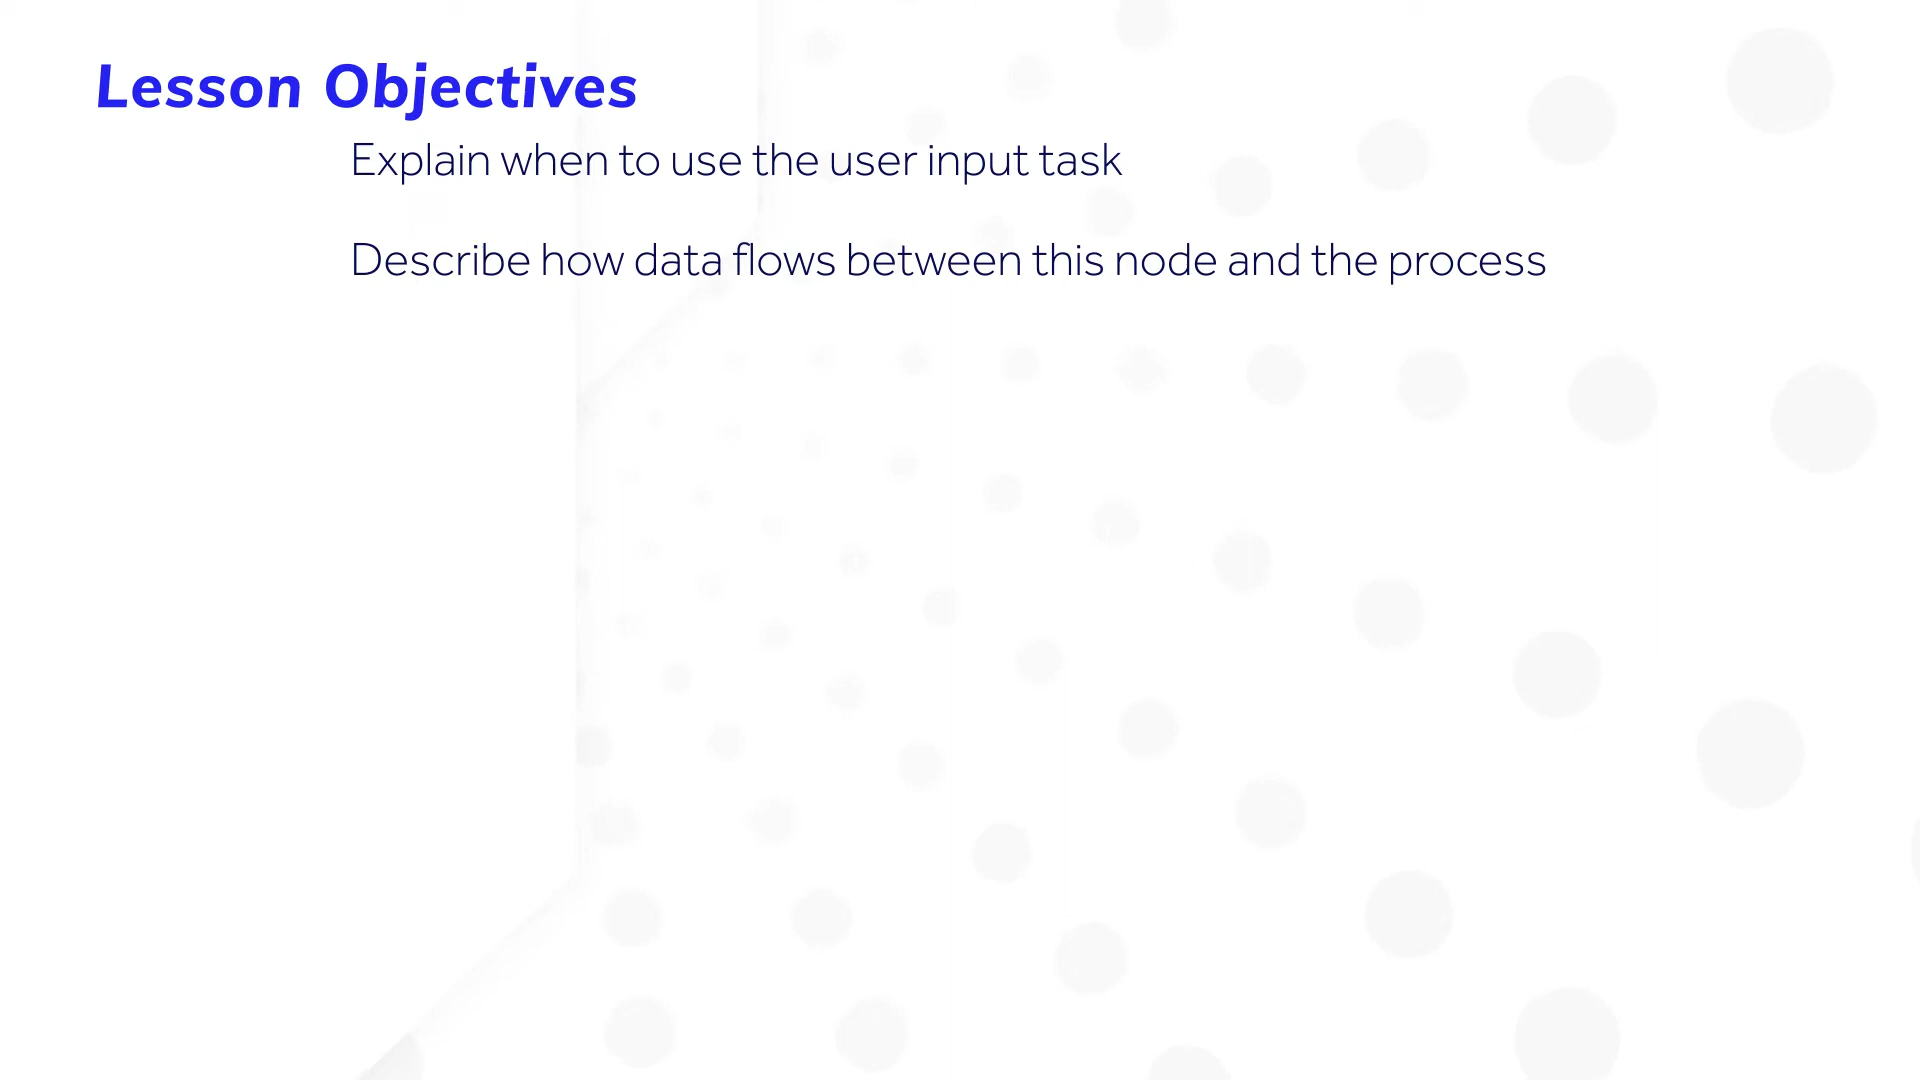 Lesson Objectives
Explain when to use the user input task
Describe how data flows between this node and the process